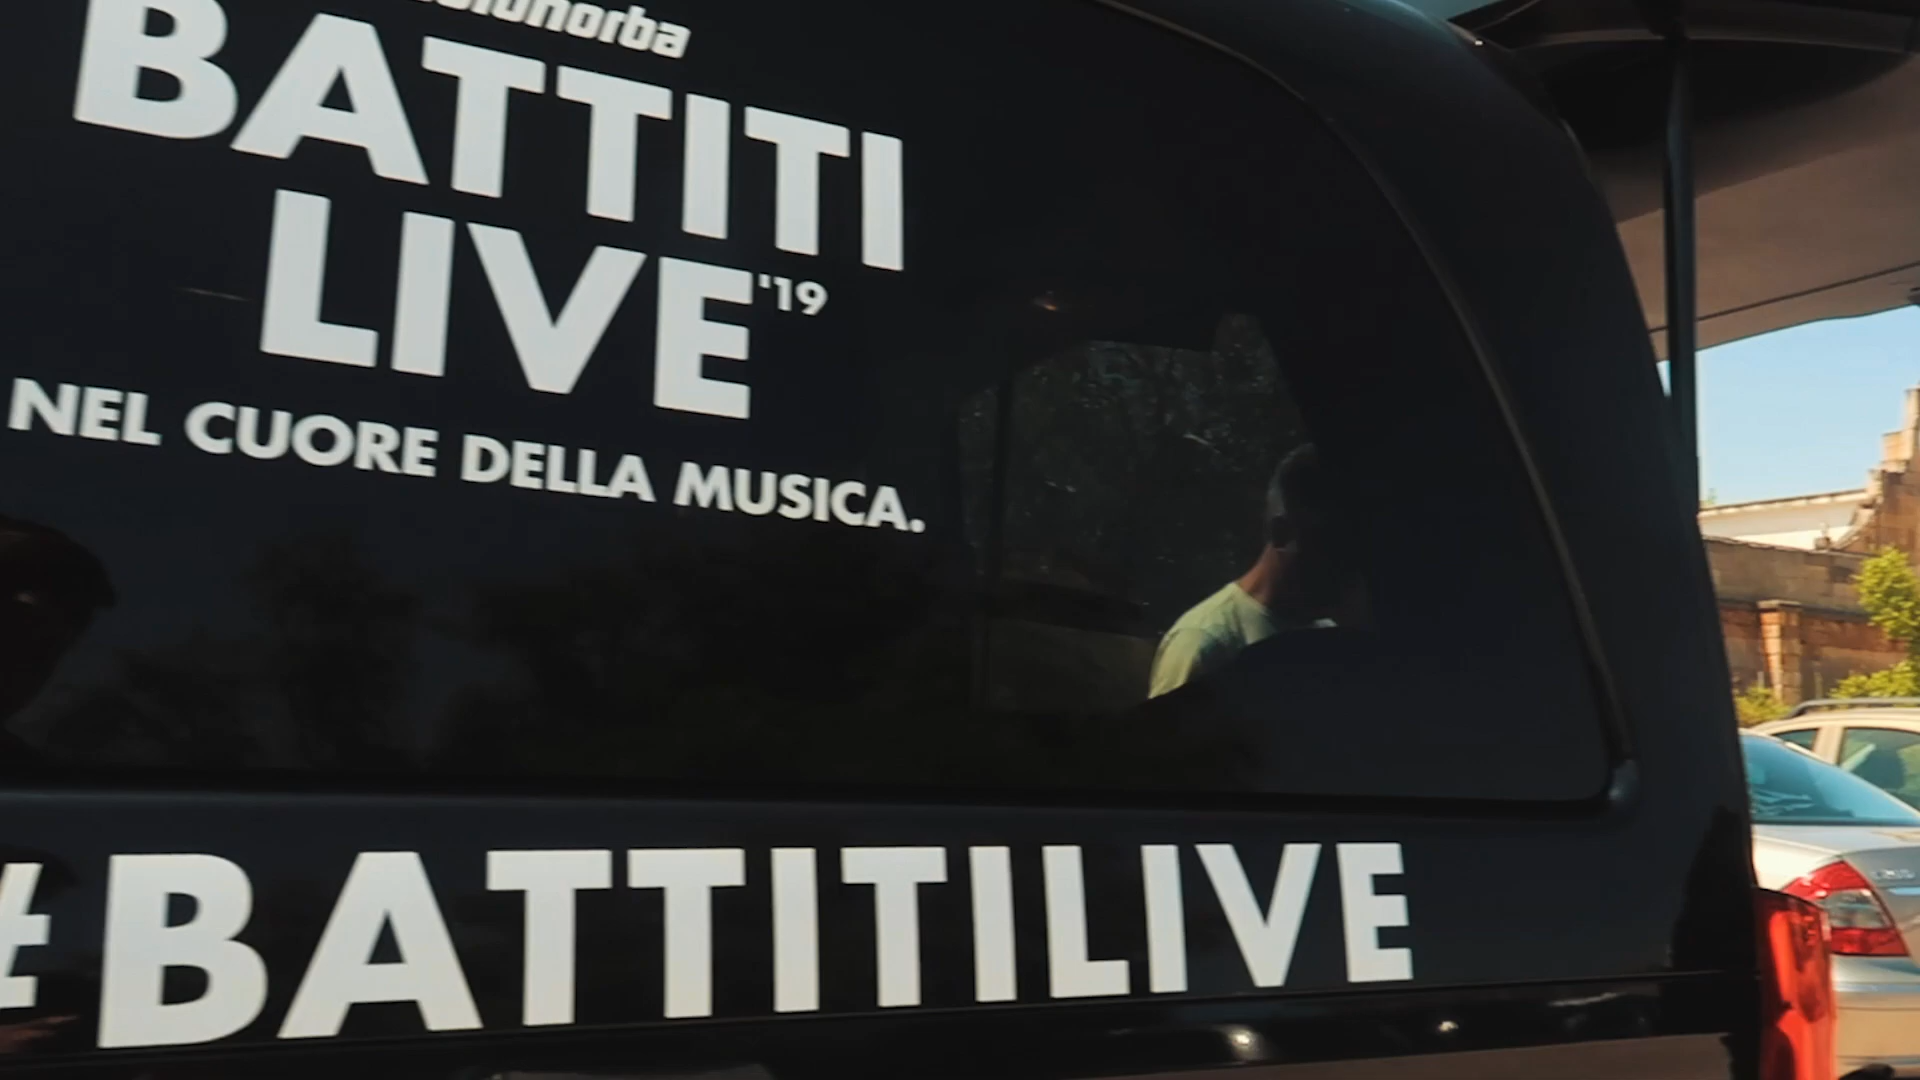 BATTITI
LIVE'19
NEL CUORE DELLA MUSICA.
#BATTITILIVE